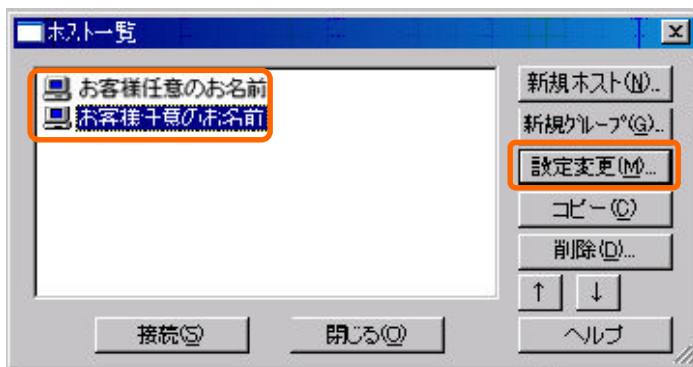 ホスト一覧
お客様任意のお名前
お客様任意のお名前
新規ホスト(N)..
新規グループ(G)..
設定変更(M)...
コピー(C)
削除(D)...
↑ ↓
接続(S) 閉じる(O) ヘルプ